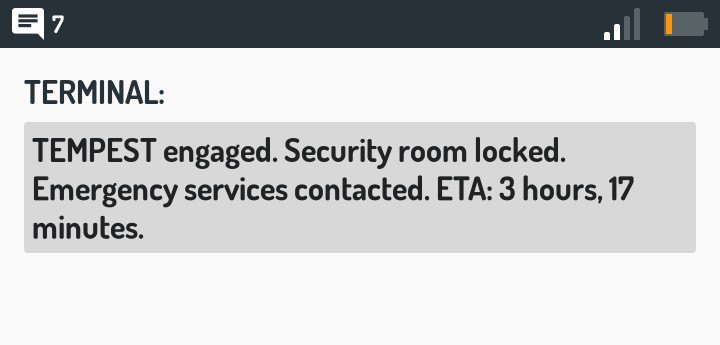 7
TERMINAL:
TEMPEST engaged. Security room locked.
Emergency services contacted. ETA: 3 hours, 17
minutes.